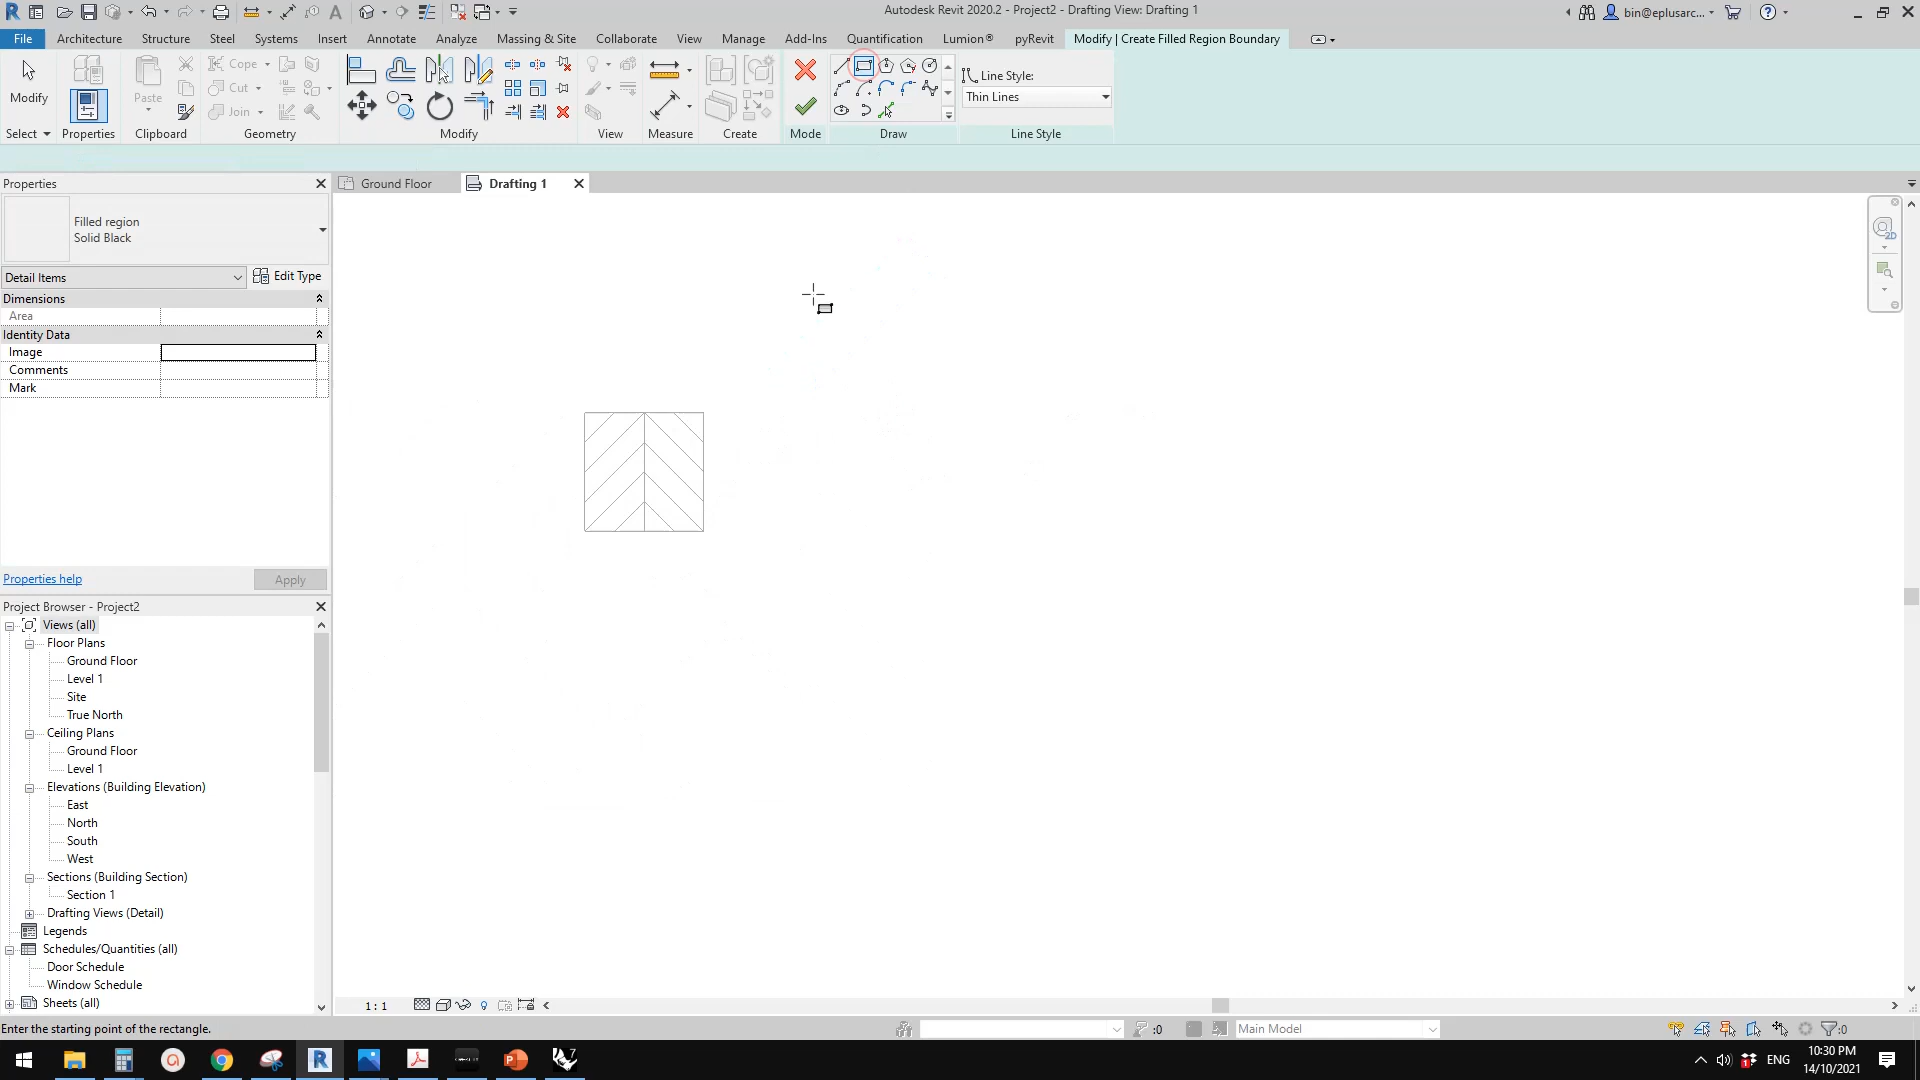 Autodesk Revit 2020.2 - Project2 - Drafting View: Drafting 1
bin@eplusarc...
File Architecture Structure Steel Systems Insert Annotate Analyze Massing & Site Collaborate View Manage Add-Ins Quantification Lumion® pyRevit Modify | Create Filled Region Boundary
Modify
Paste
Cope
Cut
Join
Line Style:
Thin Lines
Select Properties Clipboard Geometry Modify View Measure Create Mode Draw Line Style
Properties
Ground Floor
Drafting 1
Filled region
Solid Black
Detail Items
Edit Type
Dimensions
Area
Identity Data
Image
Comments
Mark
Properties help
Apply
Project Browser - Project2
Views (all)
Floor Plans
Ground Floor
Level 1
Site
True North
Ceiling Plans
Ground Floor
Level 1
Elevations (Building Elevation)
East
North
South
West
Sections (Building Section)
Section 1
Drafting Views (Detail)
Legends
Schedules/Quantities (all)
Door Schedule
Window Schedule
Sheets (all)
1 : 1
2D
Enter the starting point of the rectangle.
:0
Main Model
:0
ENG
10:30 PM
14/10/2021